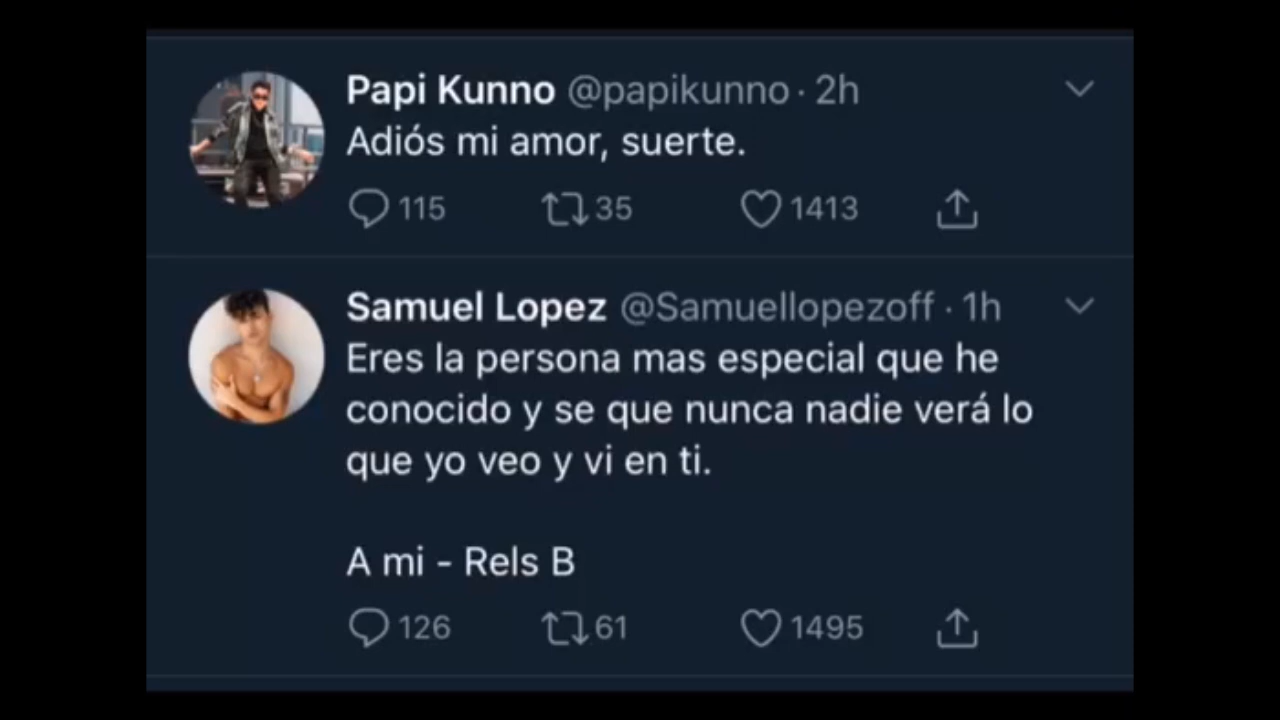 Papi Kunno @papikunno · 2h
Adiós mi amor, suerte.
115 35 1413
Samuel Lopez @Samuellopezoff · 1h
Eres la persona mas especial que he
conocido y se que nunca nadie verá lo
que yo veo y vi en ti.
A mi - Rels B
126 61 1495